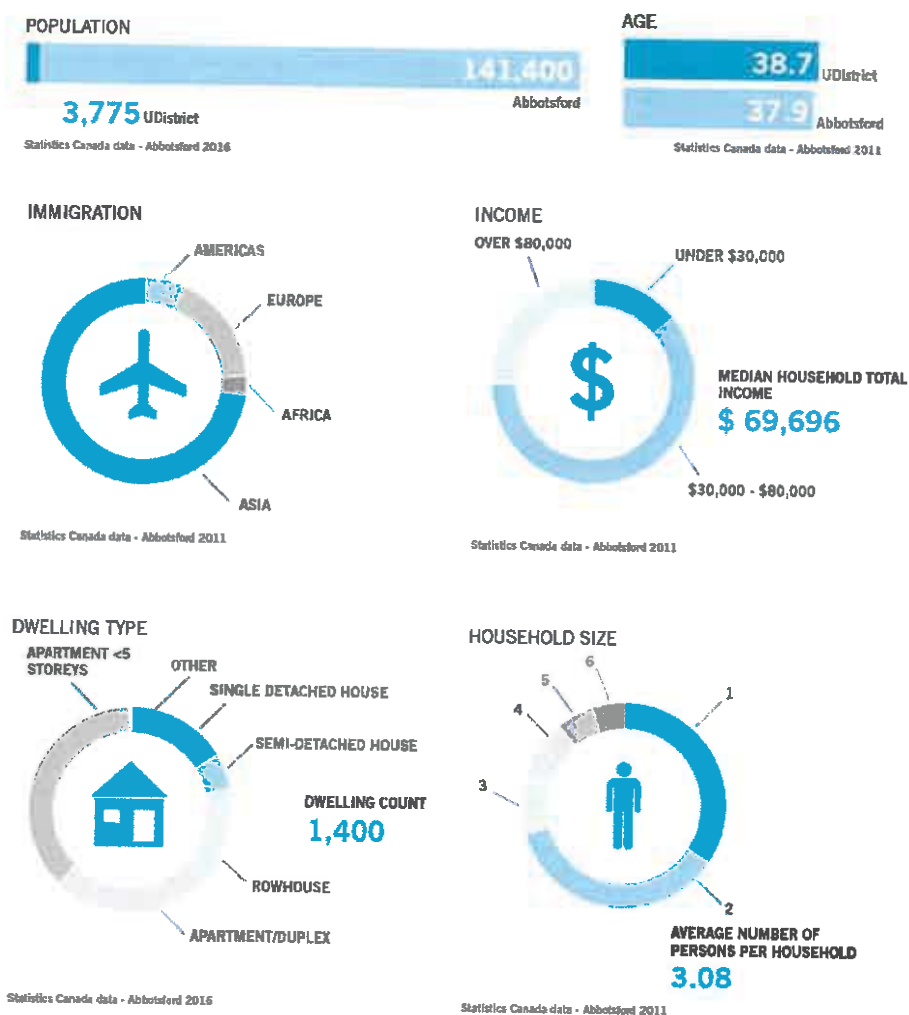 POPULATION
141,400
Abbotsford
3,775 UDistrict
Statistics Canada data - Abbotsford 2016
AGE
38.7 UDistrict
37.9 Abbotsford
Statistics Canada data - Abbotsford 2011
IMMIGRATION
AMERICAS
EUROPE
AFRICA
ASIA
Statistics Canada data - Abbotsford 2011
INCOME
OVER $80,000
UNDER $30,000
$
MEDIAN HOUSEHOLD TOTAL
INCOME
$ 69,696
$30,000 - $80,000
Statistics Canada data - Abbotsford 2011
DWELLING TYPE
APARTMENT <5
STOREYS
OTHER
SINGLE DETACHED HOUSE
SEMI-DETACHED HOUSE
DWELLING COUNT
1,400
ROWHOUSE
APARTMENT/DUPLEX
Statistics Canada data - Abbotsford 2016
HOUSEHOLD SIZE
6
5
4
3
1
2
AVERAGE NUMBER OF
PERSONS PER HOUSEHOLD
3.08
Statistics Canada data - Abbotsford 2011